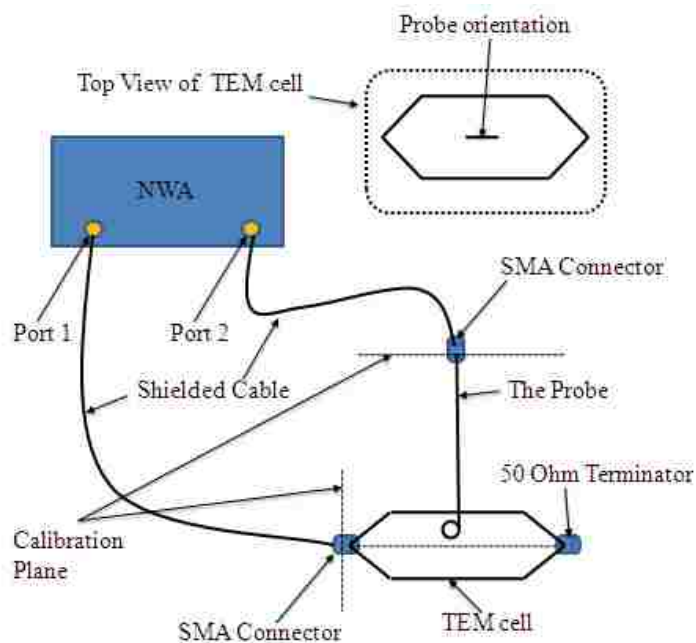 Probe orientation
Top View of TEM cell
NWA
SMA Connector
Port 1
Port 2
Shielded Cable
The Probe
50 Ohm Terminator
Calibration
Plane
SMA Connector
TEM cell